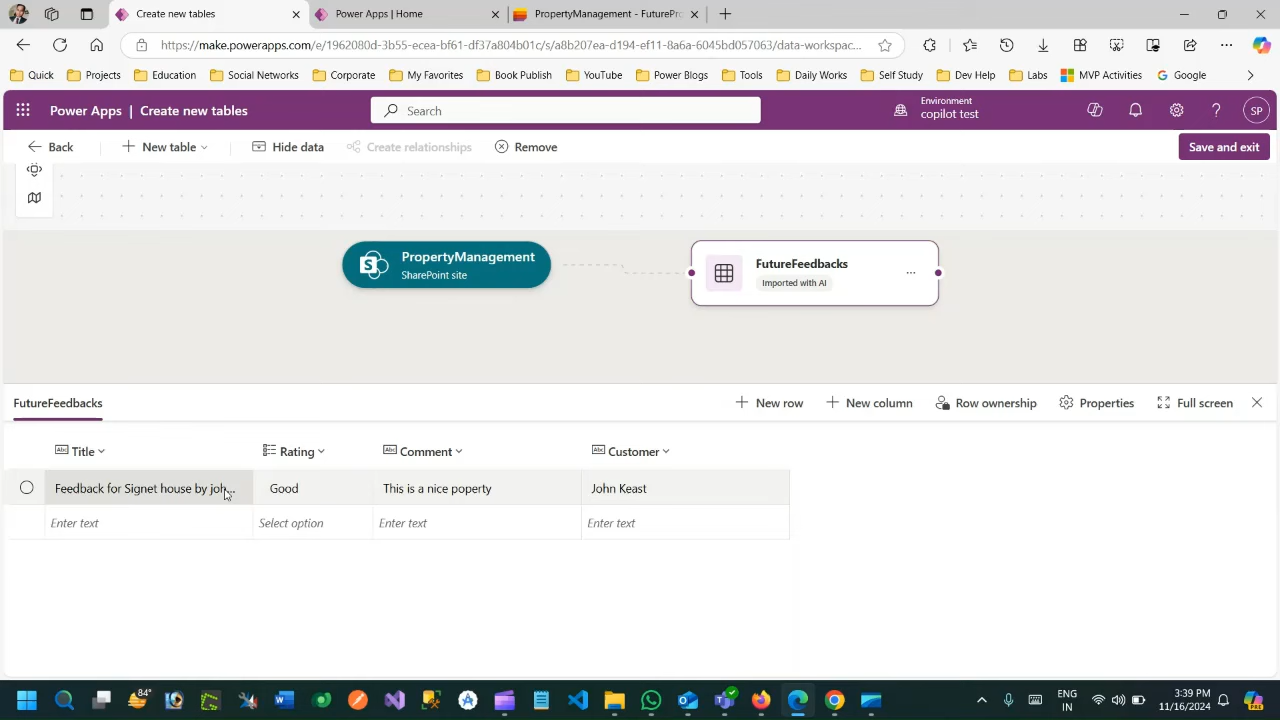 Create new tables
Power Apps | Home
PropertyManagement - FuturePro
https://make.powerapps.com/e/1962080d-3b55-ecea-bf61-df37a804b01c/s/a8b207ea-d194-ef11-8a6a-6045bd057063/data-workspac...
Quick
Projects
Education
Social Networks
Corporate
My Favorites
Book Publish
YouTube
Power Blogs
Tools
Daily Works
Self Study
Dev Help
Labs
MVP Activities
Google
Power Apps | Create new tables
Search
Environment
copilot test
SP
Back
New table
Hide data
Create relationships
Remove
Save and exit
PropertyManagement
SharePoint site
FutureFeedbacks
Imported with AI
FutureFeedbacks
New row
New column
Row ownership
Properties
Full screen
Title
Rating
Comment
Customer
Feedback for Signet house by joh...
Good
This is a nice poperty
John Keast
Enter text
Select option
Enter text
Enter text
84°
ENG
IN
3:39 PM
11/16/2024